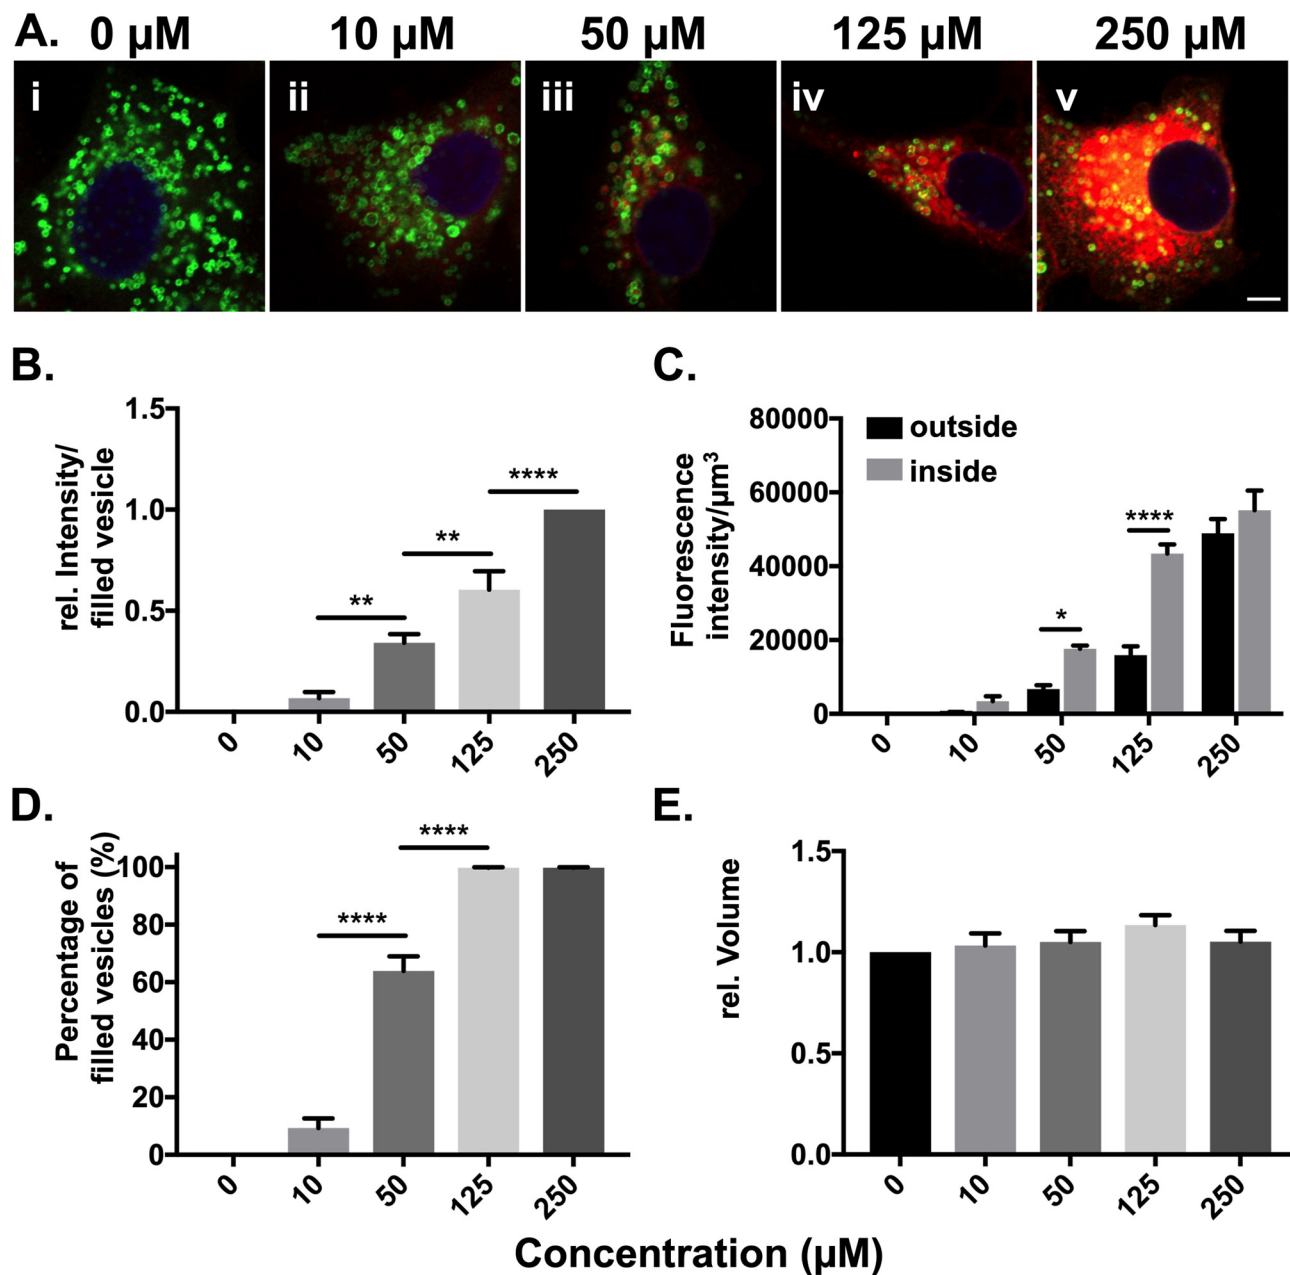 A. 0 µM 10 µM 50 µM 125 µM 250 µM
i ii iii iv v
B.
rel. Intensity/
filled vesicle
1.5
1.0
0.5
0.0
** ** ****
0 10 50 125 250
C.
Fluorescence
intensity/µm³
80000
60000
40000
20000
0
outside
inside
* ****
0 10 50 125 250
D.
Percentage of
filled vesicles (%)
100
80
60
40
20
0
**** ****
0 10 50 125 250
E.
rel. Volume
1.5
1.0
0.5
0.0
0 10 50 125 250
Concentration (µM)